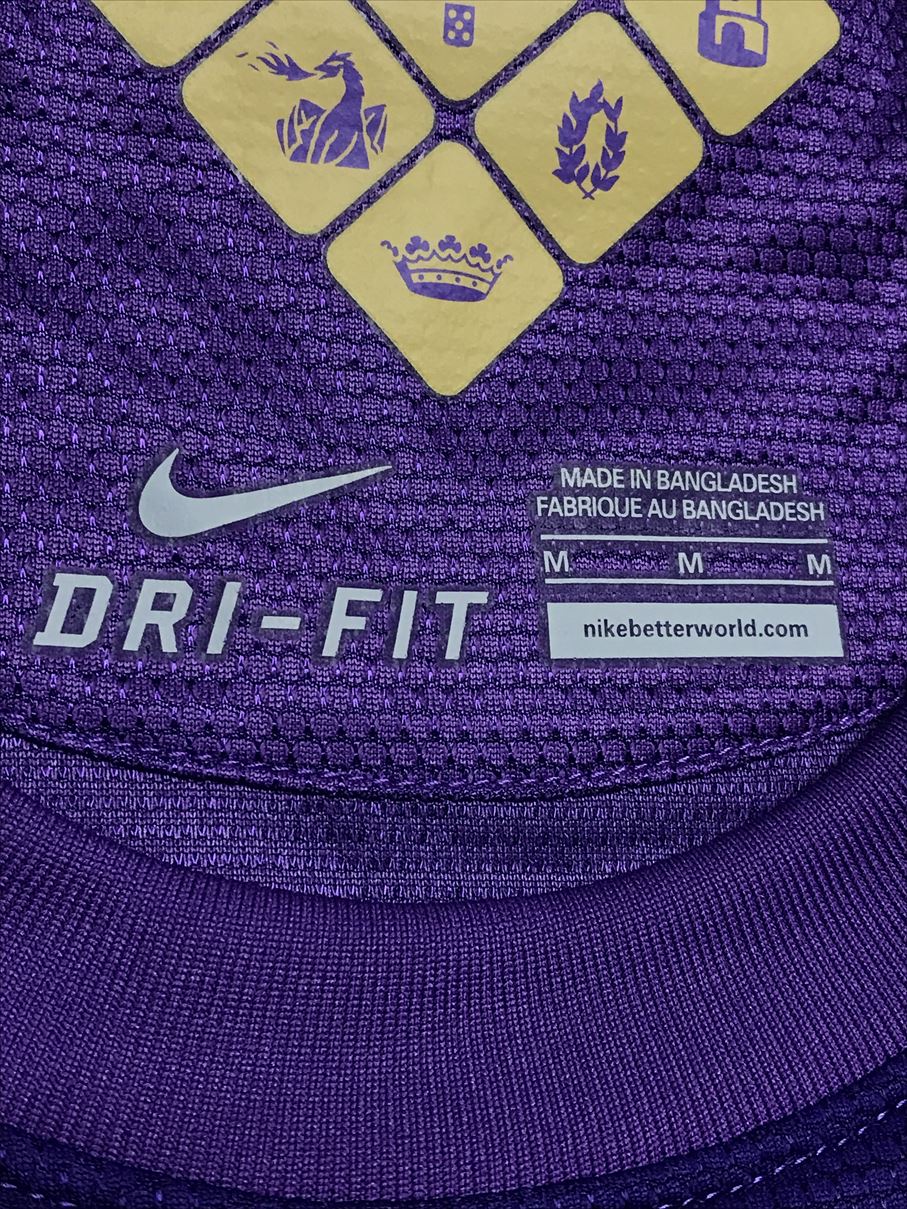 MADE IN BANGLADESH
FABRIQUE AU BANGLADESH
M M M
nikebetterworld.com
DRI-FIT